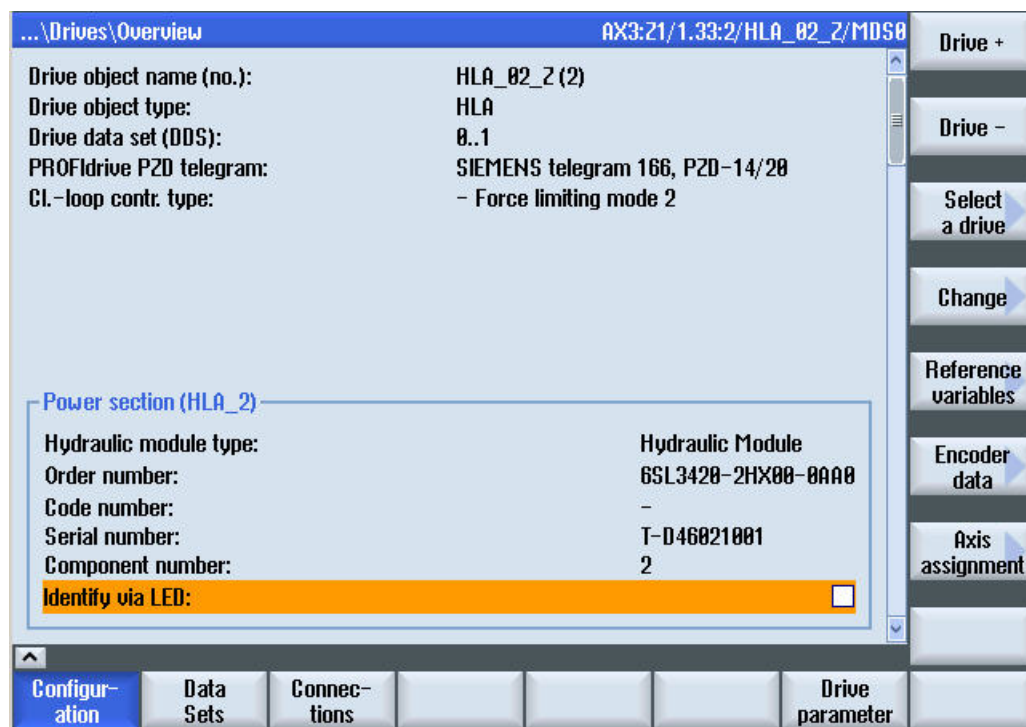 ...\Drives\Overview AX3:Z1/1.33:2/HLA_02_Z/MDS0
Drive object name (no.): HLA_02_Z (2)
Drive object type: HLA
Drive data set (DDS): 0..1
PROFIdrive PZD telegram: SIEMENS telegram 166, PZD-14/20
Cl.-loop contr. type: - Force limiting mode 2
Power section (HLA_2)
Hydraulic module type: Hydraulic Module
Order number: 6SL3420-2HX00-0AA0
Code number: -
Serial number: T-D46021001
Component number: 2
Identify via LED:
Drive +
Drive -
Select
a drive
Change
Reference
variables
Encoder
data
Axis
assignment
Configur-
ation
Data
Sets
Connec-
tions
Drive
parameter